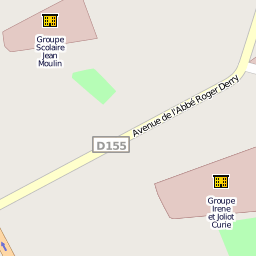 Groupe
Scolaire
Jean
Moulin
Avenue de l'Abbé Roger Derry
D155
Groupe
Irene
et Joliot
Curie